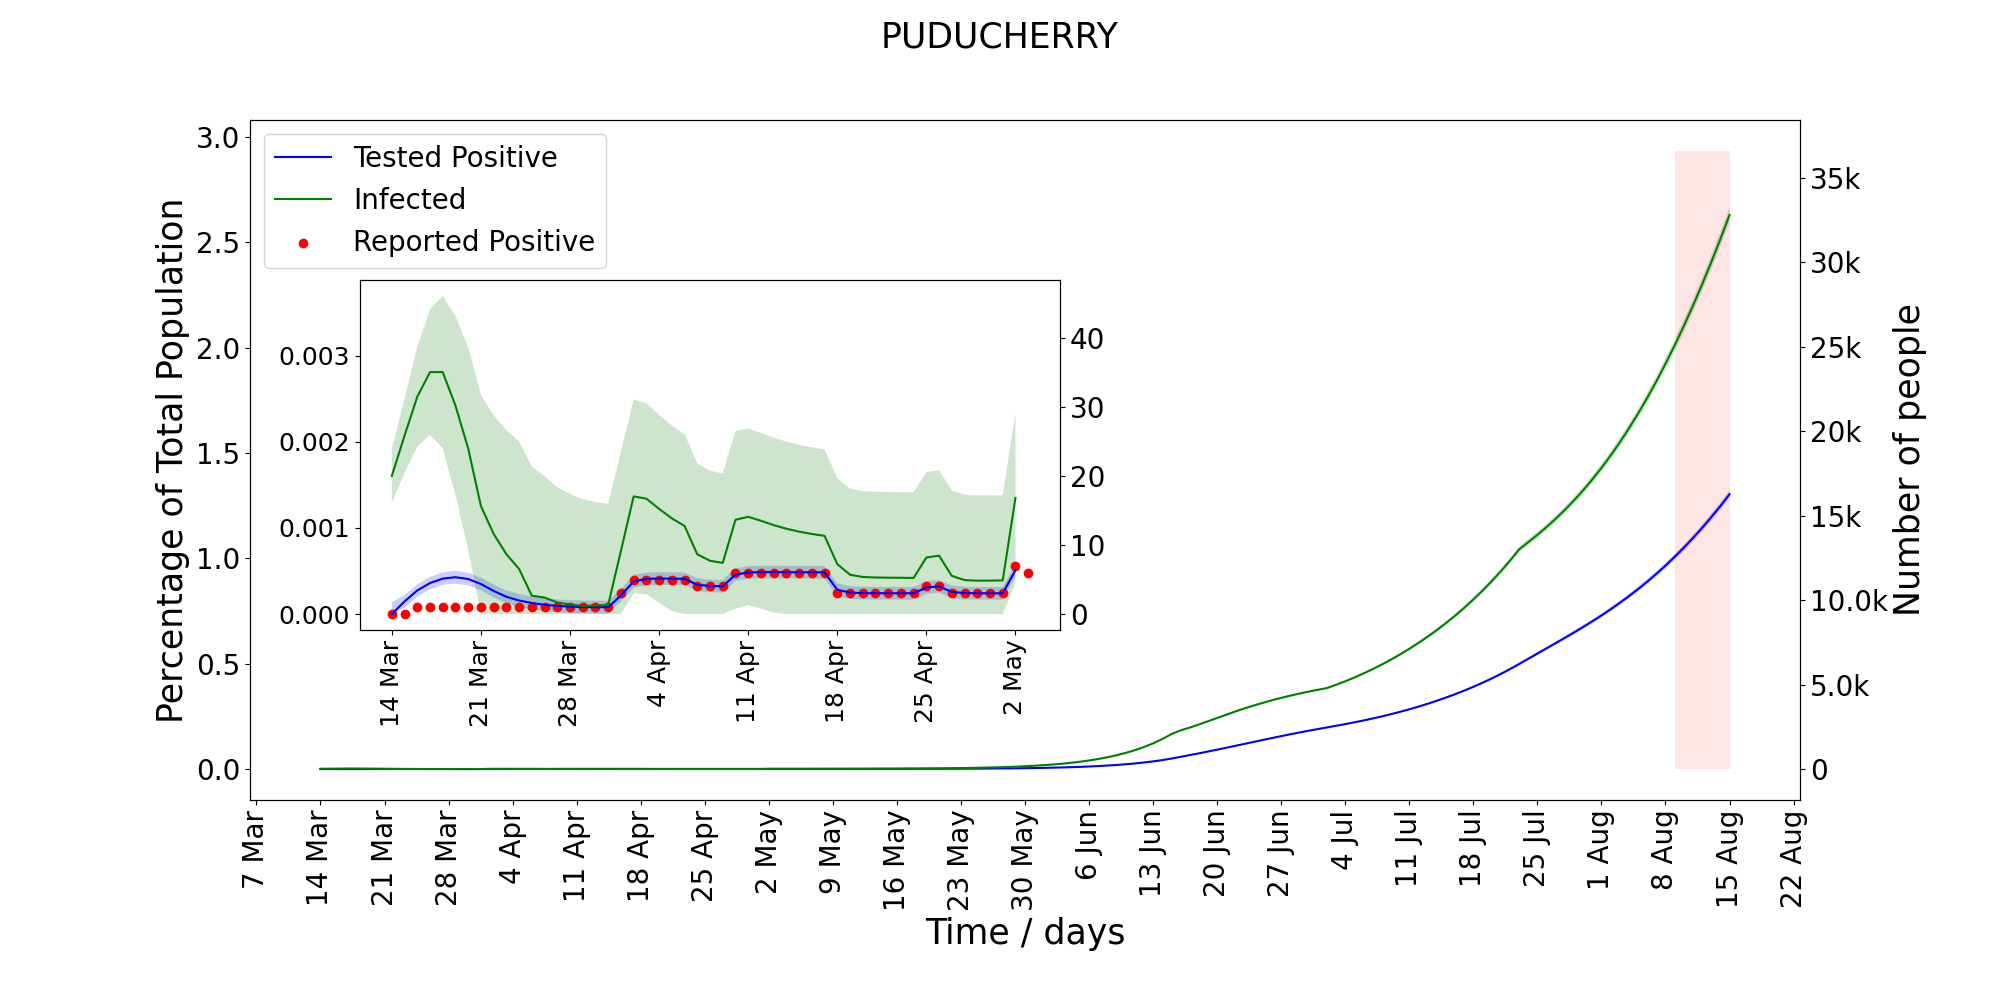 PUDUCHERRY
Tested Positive
Infected
Reported Positive
Percentage of Total Population
3.0
2.5
2.0
1.5
1.0
0.5
0.0
0.003
0.002
0.001
0.000
40
30
20
10
0
14 Mar
21 Mar
28 Mar
4 Apr
11 Apr
18 Apr
25 Apr
2 May
35k
30k
25k
20k
15k
10.0k
5.0k
0
Number of people
7 Mar
14 Mar
21 Mar
28 Mar
4 Apr
11 Apr
18 Apr
25 Apr
2 May
9 May
16 May
23 May
30 May
6 Jun
13 Jun
20 Jun
27 Jun
4 Jul
11 Jul
18 Jul
25 Jul
1 Aug
8 Aug
15 Aug
22 Aug
Time / days